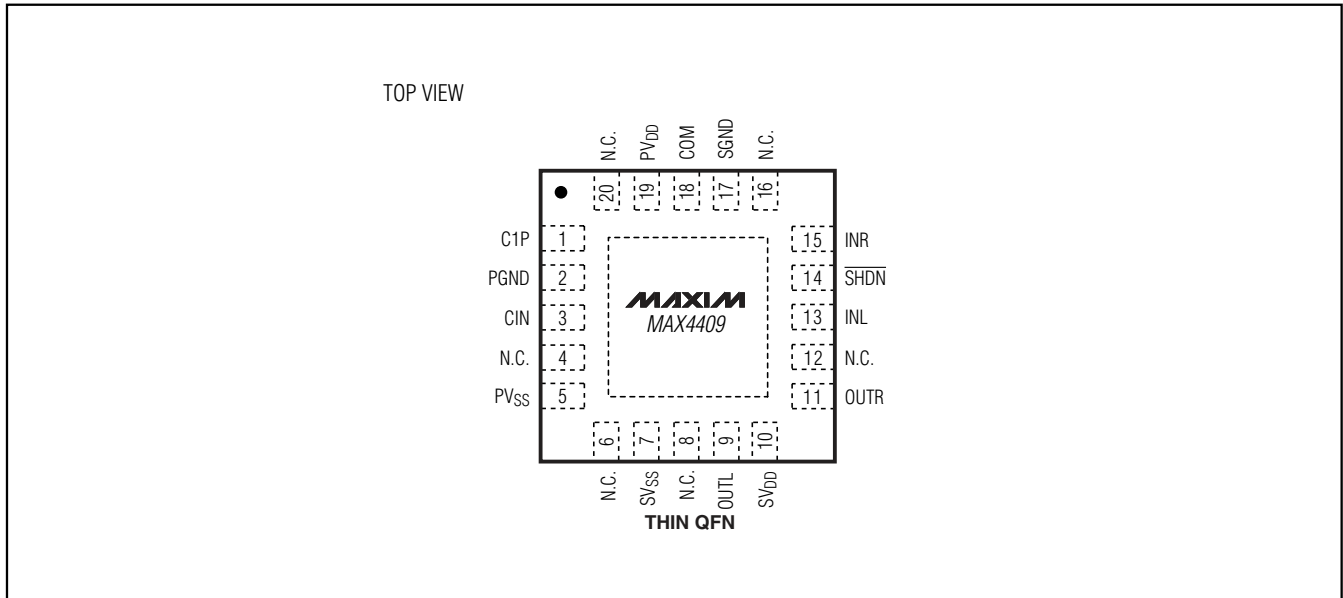 TOP VIEW
N.C. PVDD COM SGND N.C.
20 19 18 17 16
C1P 1
PGND 2
CIN 3
N.C. 4
PVSS 5
MAXIM
MAX4409
15 INR
14 SHDN
13 INL
12 N.C.
11 OUTR
6 7 8 9 10
N.C. SVSS N.C. OUTL SVDD
THIN QFN